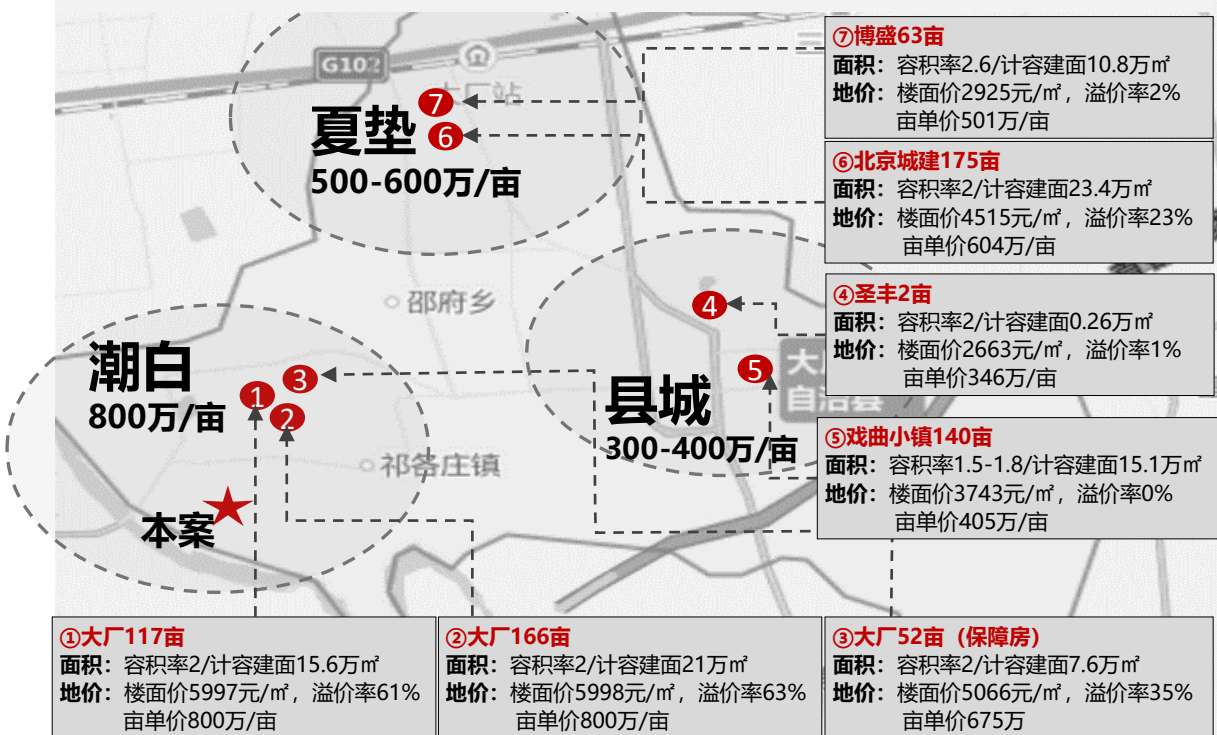 G102
大厂站
夏垫
500-600万/亩
7
6
邵府乡
潮白
800万/亩
1
3
2
祁各庄镇
本案
4
5
县城
300-400万/亩
大厂
自治县
⑦博盛63亩
面积：容积率2.6/计容建面10.8万㎡
地价：楼面价2925元/㎡，溢价率2%
亩单价501万/亩
⑥北京城建175亩
面积：容积率2/计容建面23.4万㎡
地价：楼面价4515元/㎡，溢价率23%
亩单价604万/亩
④圣丰2亩
面积：容积率2/计容建面0.26万㎡
地价：楼面价2663元/㎡，溢价率1%
亩单价346万/亩
⑤戏曲小镇140亩
面积：容积率1.5-1.8/计容建面15.1万㎡
地价：楼面价3743元/㎡，溢价率0%
亩单价405万/亩
①大厂117亩
面积：容积率2/计容建面15.6万㎡
地价：楼面价5997元/㎡，溢价率61%
亩单价800万/亩
②大厂166亩
面积：容积率2/计容建面21万㎡
地价：楼面价5998元/㎡，溢价率63%
亩单价800万/亩
③大厂52亩（保障房）
面积：容积率2/计容建面7.6万㎡
地价：楼面价5066元/㎡，溢价率35%
亩单价675万